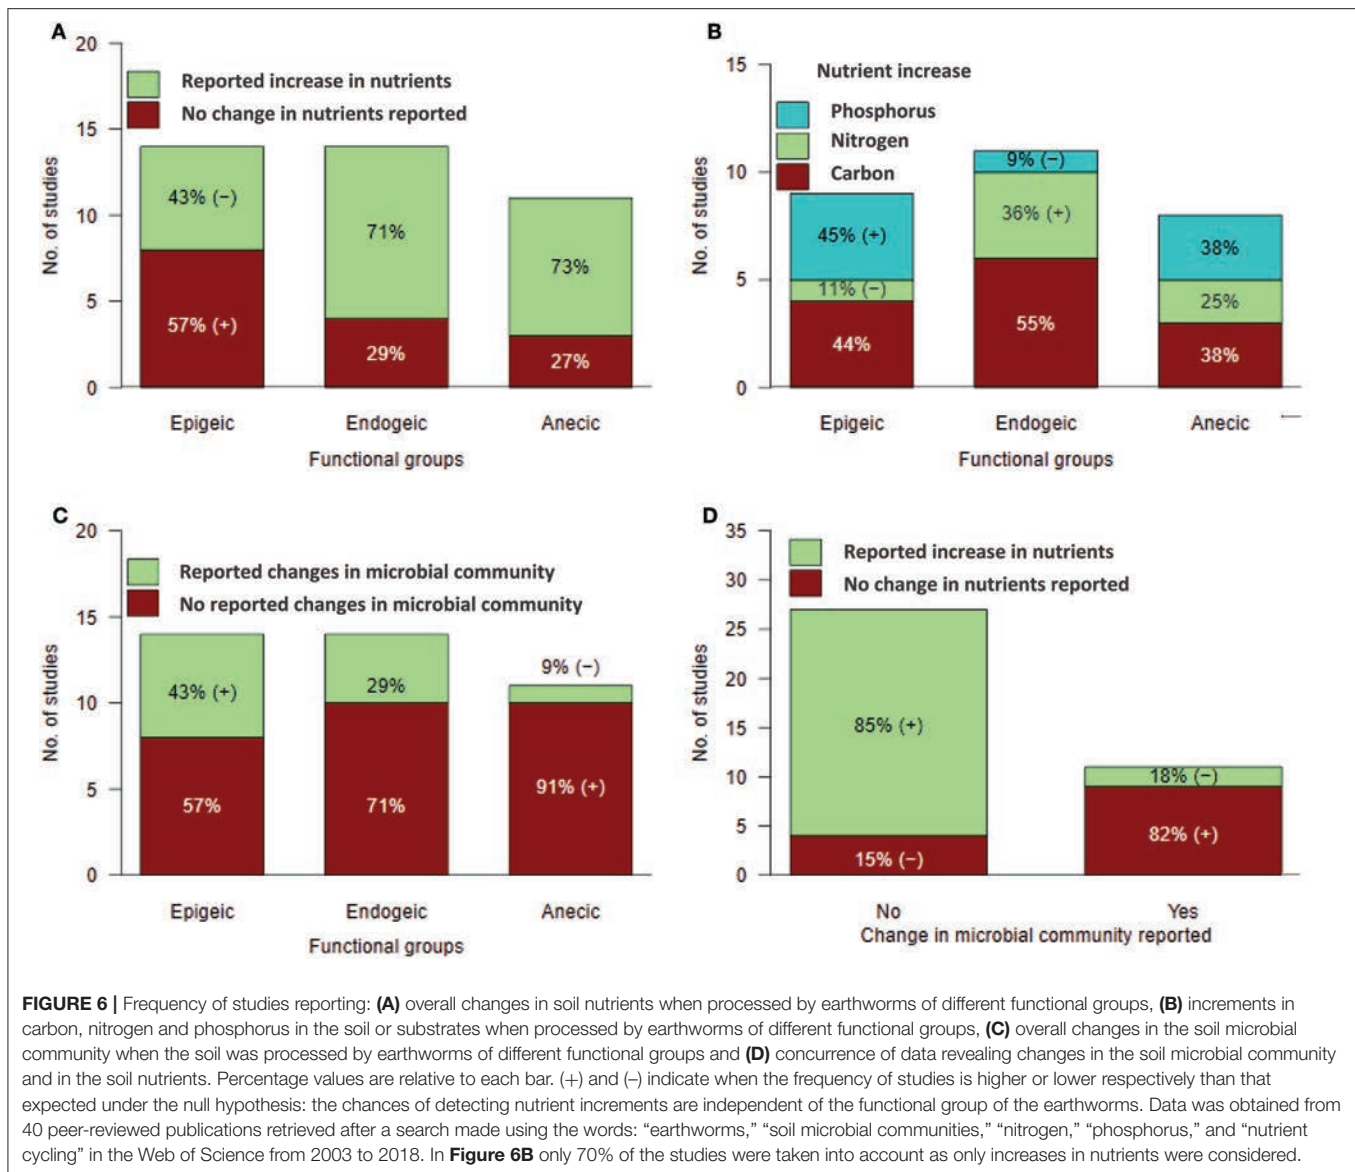 A
20
15
10
5
0
No. of studies
Reported increase in nutrients
No change in nutrients reported
43% (−)
57% (+)
71%
29%
73%
27%
Epigeic
Endogeic
Anecic
Functional groups
B
15
10
5
0
No. of studies
Nutrient increase
Phosphorus
Nitrogen
Carbon
45% (+)
11% (−)
44%
9% (−)
36% (+)
55%
38%
25%
38%
Epigeic
Endogeic
Anecic
Functional groups
C
20
15
10
5
0
No. of studies
Reported changes in microbial community
No reported changes in microbial community
43% (+)
57%
29%
71%
9% (−)
91% (+)
Epigeic
Endogeic
Anecic
Functional groups
D
35
30
25
20
15
10
5
0
No. of studies
Reported increase in nutrients
No change in nutrients reported
85% (+)
15% (−)
18% (−)
82% (+)
No
Yes
Change in microbial community reported
FIGURE 6 | Frequency of studies reporting: (A) overall changes in soil nutrients when processed by earthworms of different functional groups, (B) increments in
carbon, nitrogen and phosphorus in the soil or substrates when processed by earthworms of different functional groups, (C) overall changes in the soil microbial
community when the soil was processed by earthworms of different functional groups and (D) concurrence of data revealing changes in the soil microbial community
and in the soil nutrients. Percentage values are relative to each bar. (+) and (–) indicate when the frequency of studies is higher or lower respectively than that
expected under the null hypothesis: the chances of detecting nutrient increments are independent of the functional group of the earthworms. Data was obtained from
40 peer-reviewed publications retrieved after a search made using the words: “earthworms,” “soil microbial communities,” “nitrogen,” “phosphorus,” and “nutrient
cycling” in the Web of Science from 2003 to 2018. In Figure 6B only 70% of the studies were taken into account as only increases in nutrients were considered.